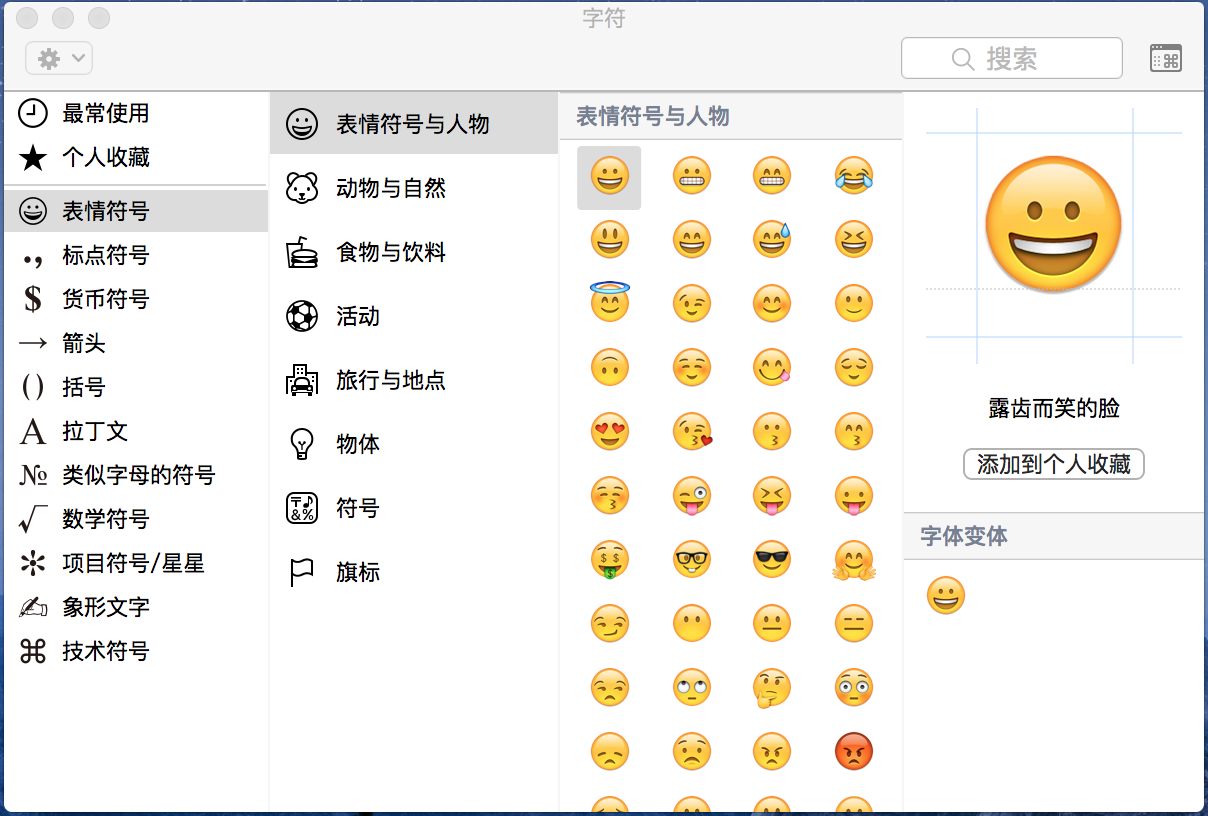 字符
搜索
最常使用
个人收藏
表情符号
标点符号
货币符号
箭头
括号
拉丁文
类似字母的符号
数学符号
项目符号/星星
象形文字
技术符号
表情符号与人物
动物与自然
食物与饮料
活动
旅行与地点
物体
符号
旗标
表情符号与人物
露齿而笑的脸
添加到个人收藏
字体变体